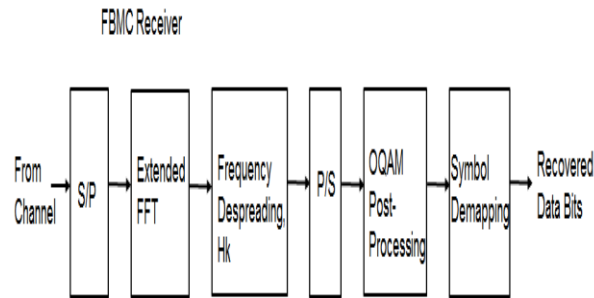 FBMC Receiver
From
Channel
S/P
Extended
FFT
Frequency
Despreading,
Hk
P/S
OQAM
Post-
Processing
Symbol
Demapping
Recovered
Data Bits